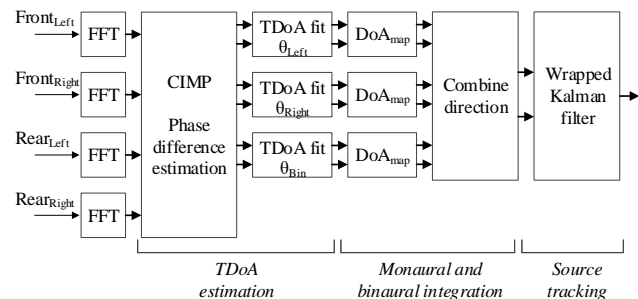 Front_Left
FFT
Front_Right
FFT
Rear_Left
FFT
Rear_Right
FFT
CIMP
Phase
difference
estimation
TDoA fit
θ_Left
TDoA fit
θ_Right
TDoA fit
θ_Bin
DoA_map
DoA_map
DoA_map
Combine
direction
Wrapped
Kalman
filter
TDoA
estimation
Monaural and
binaural integration
Source
tracking